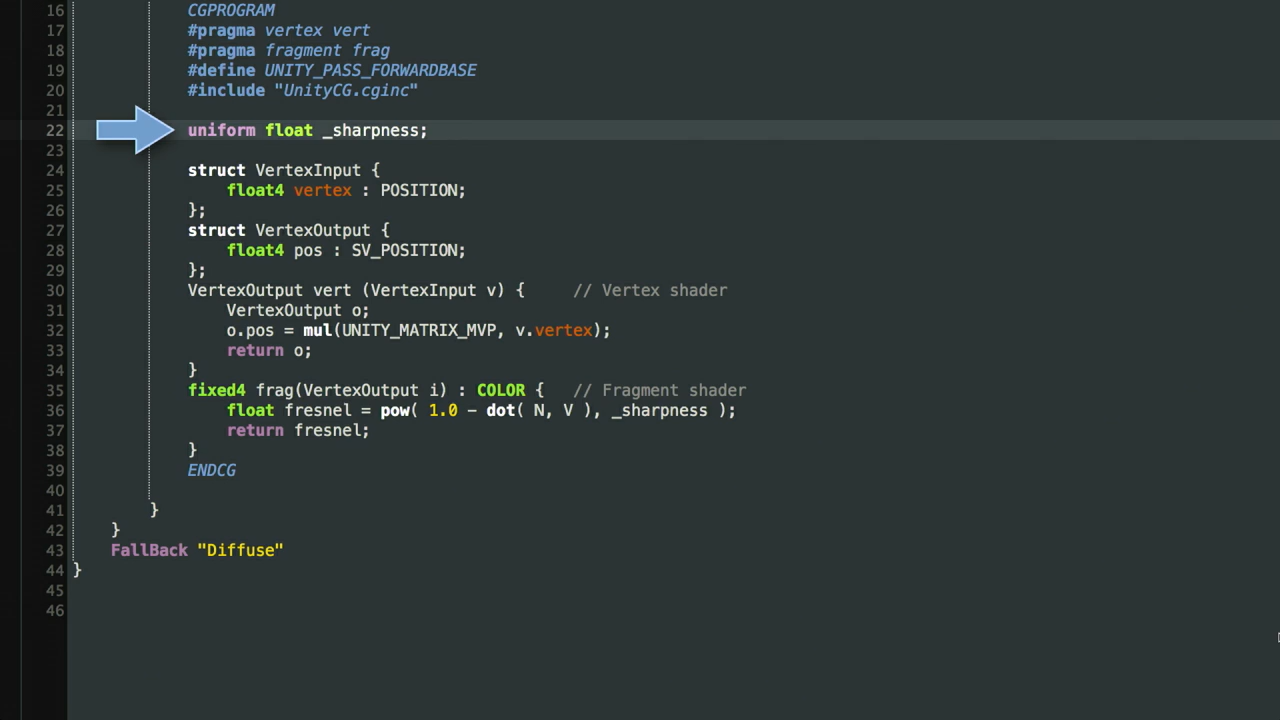 16 CGPROGRAM
17 #pragma vertex vert
18 #pragma fragment frag
19 #define UNITY_PASS_FORWARDBASE
20 #include "UnityCG.cginc"
21
22 uniform float _sharpness;
23
24 struct VertexInput {
25 float4 vertex : POSITION;
26 };
27 struct VertexOutput {
28 float4 pos : SV_POSITION;
29 };
30 VertexOutput vert (VertexInput v) { // Vertex shader
31 VertexOutput o;
32 o.pos = mul(UNITY_MATRIX_MVP, v.vertex);
33 return o;
34 }
35 fixed4 frag(VertexOutput i) : COLOR { // Fragment shader
36 float fresnel = pow( 1.0 - dot( N, V ), _sharpness );
37 return fresnel;
38 }
39 ENDCG
40
41 }
42 }
43 FallBack "Diffuse"
44 }
45
46